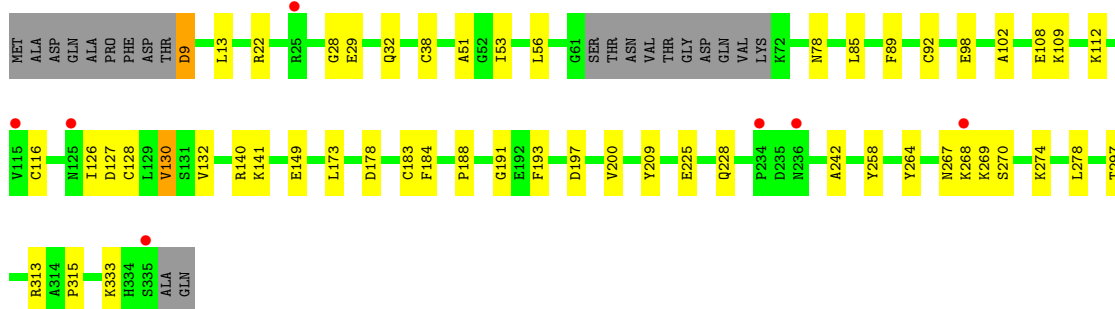 MET ALA ASP GLN ALA PRO PHE ASP THR D9 L13 R22 R25 G28 E29 Q32 C38 A51 G52 I53 L56 G61 SER THR ASN VAL THR GLY ASP GLN VAL LYS K72 N78 L85 F89 C92 E98 A102 E108 K109 K112
V115 C116 N125 I126 D127 C128 L129 V130 S131 V132 R140 K141 E149 L173 D178 C183 F184 P188 G191 E192 F193 D197 V200 Y209 E225 Q228 P234 D235 N236 A242 Y258 Y264 N267 K268 K269 S270 K274 L278 T297
R313 A314 P315 K333 H334 S335 ALA GLN